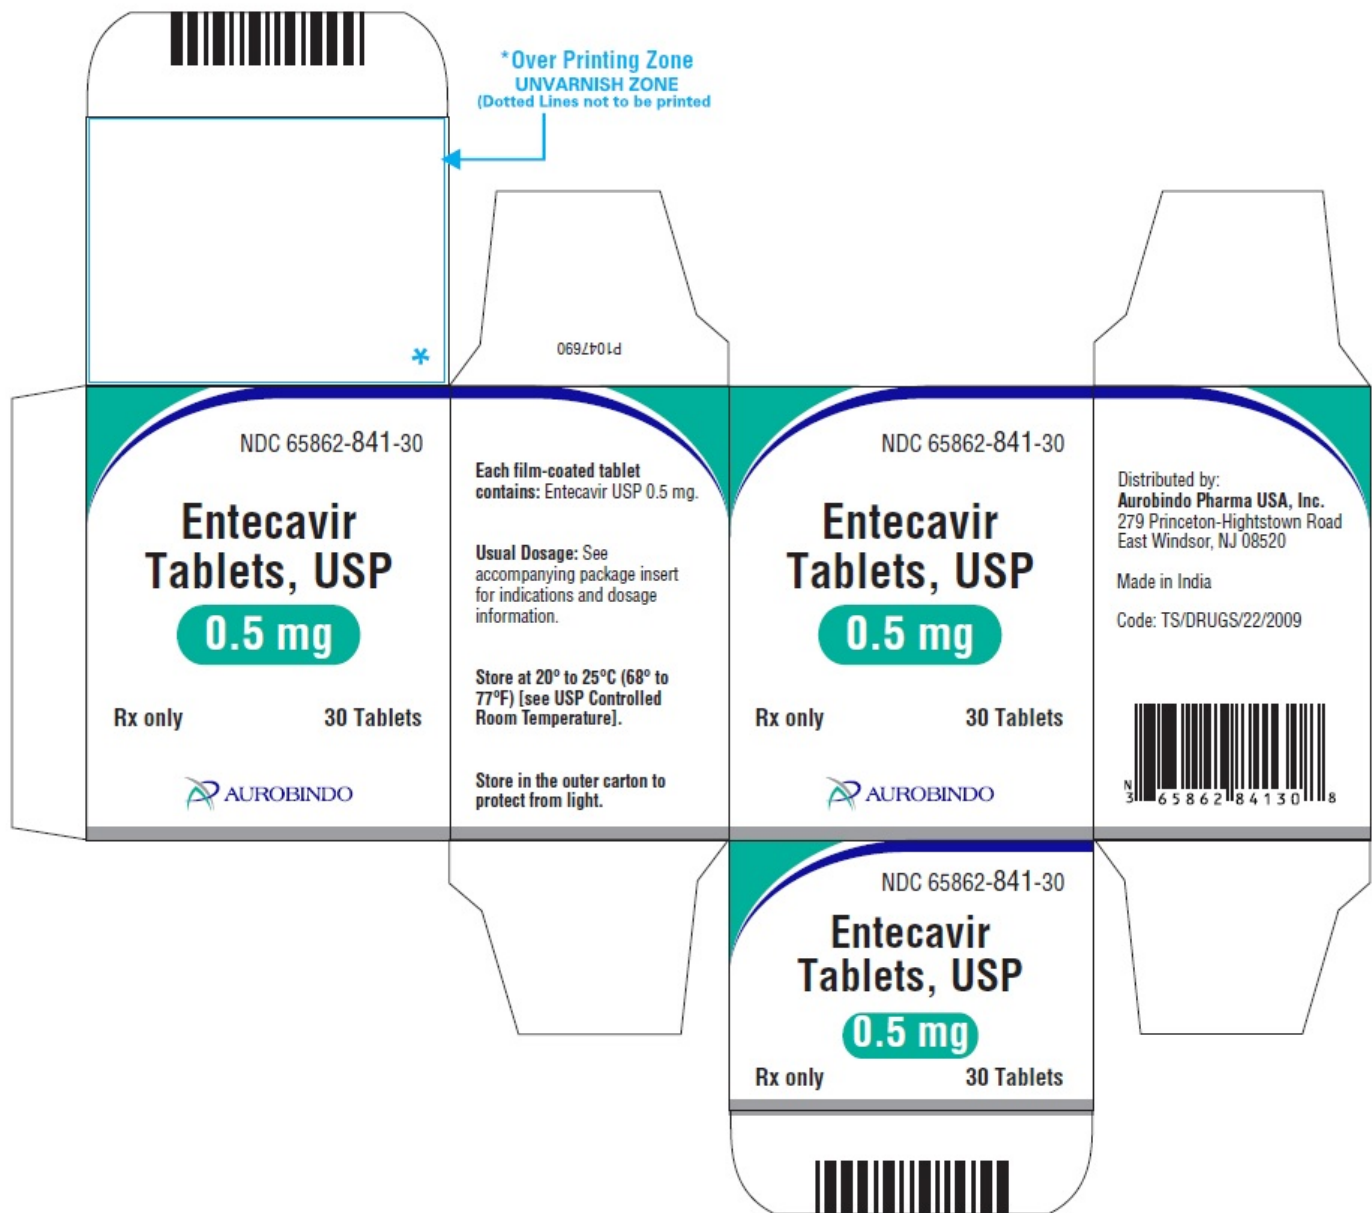 *Over Printing Zone
UNVARNISH ZONE
(Dotted Lines not to be printed
*
P1047690
NDC 65862-841-30
Entecavir
Tablets, USP
0.5 mg
Rx only 30 Tablets
AUROBINDO
Each film-coated tablet
contains: Entecavir USP 0.5 mg.
Usual Dosage: See
accompanying package insert
for indications and dosage
information.
Store at 20° to 25°C (68° to
77°F) [see USP Controlled
Room Temperature].
Store in the outer carton to
protect from light.
NDC 65862-841-30
Entecavir
Tablets, USP
0.5 mg
Rx only 30 Tablets
AUROBINDO
Distributed by:
Aurobindo Pharma USA, Inc.
279 Princeton-Hightstown Road
East Windsor, NJ 08520
Made in India
Code: TS/DRUGS/22/2009
N
3 65862 84130 8
NDC 65862-841-30
Entecavir
Tablets, USP
0.5 mg
Rx only 30 Tablets